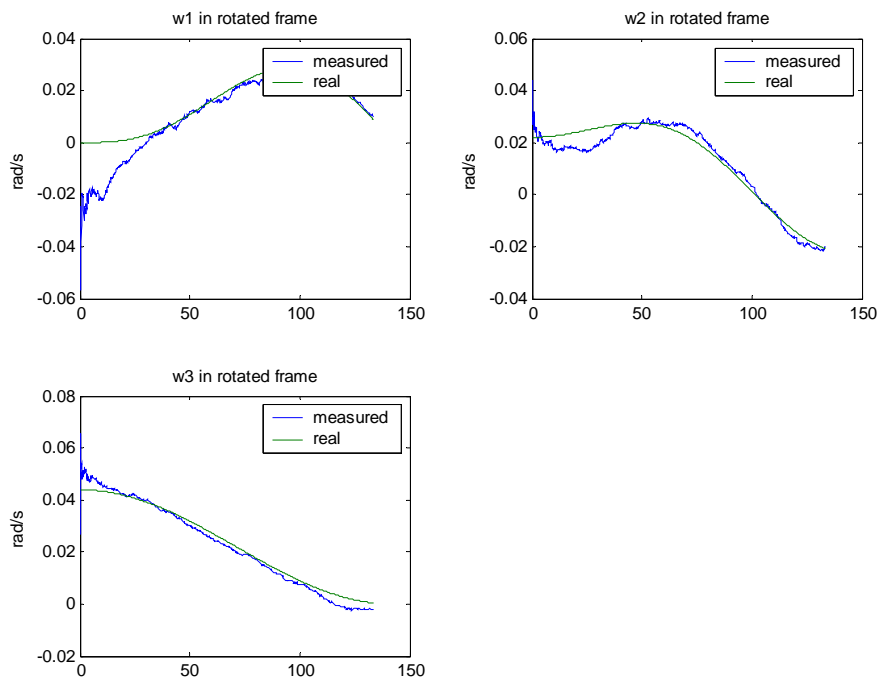 w1 in rotated frame
0.04
0.02
0
-0.02
-0.04
-0.06
rad/s
measured
real
0
50
100
150
w2 in rotated frame
0.06
0.04
0.02
0
-0.02
-0.04
rad/s
measured
real
0
50
100
150
w3 in rotated frame
0.08
0.06
0.04
0.02
0
-0.02
rad/s
measured
real
0
50
100
150